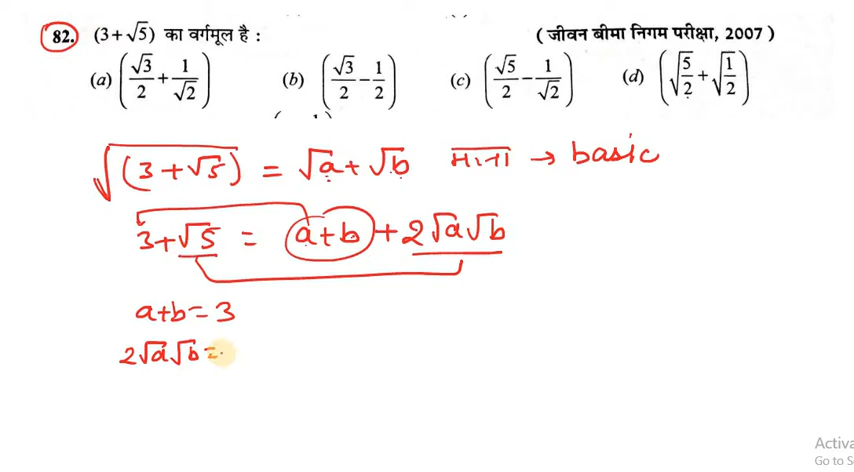 82. (3+√5) का वर्गमूल है : (जीवन बीमा निगम परीक्षा, 2007)
(a) (√3/2 + 1/√2) (b) (√3/2 − 1/2) (c) (√5/2 − 1/√2) (d) (√(5/2) + √(1/2))
√(3+√5) = √a + √b माना → basic
3+√5 = a+b + 2√a√b
a+b = 3
2√a√b =
Activa
Go to S